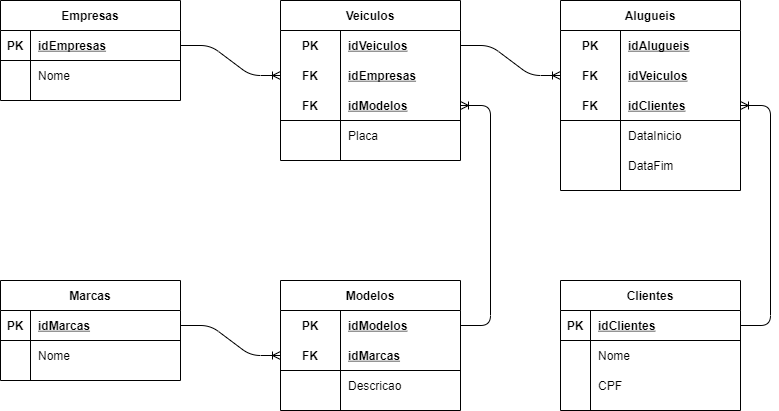 Empresas
PK idEmpresas
Nome
Veiculos
PK idVeiculos
FK idEmpresas
FK idModelos
Placa
Alugueis
PK idAlugueis
FK idVeiculos
FK idClientes
DataInicio
DataFim
Marcas
PK idMarcas
Nome
Modelos
PK idModelos
FK idMarcas
Descricao
Clientes
PK idClientes
Nome
CPF